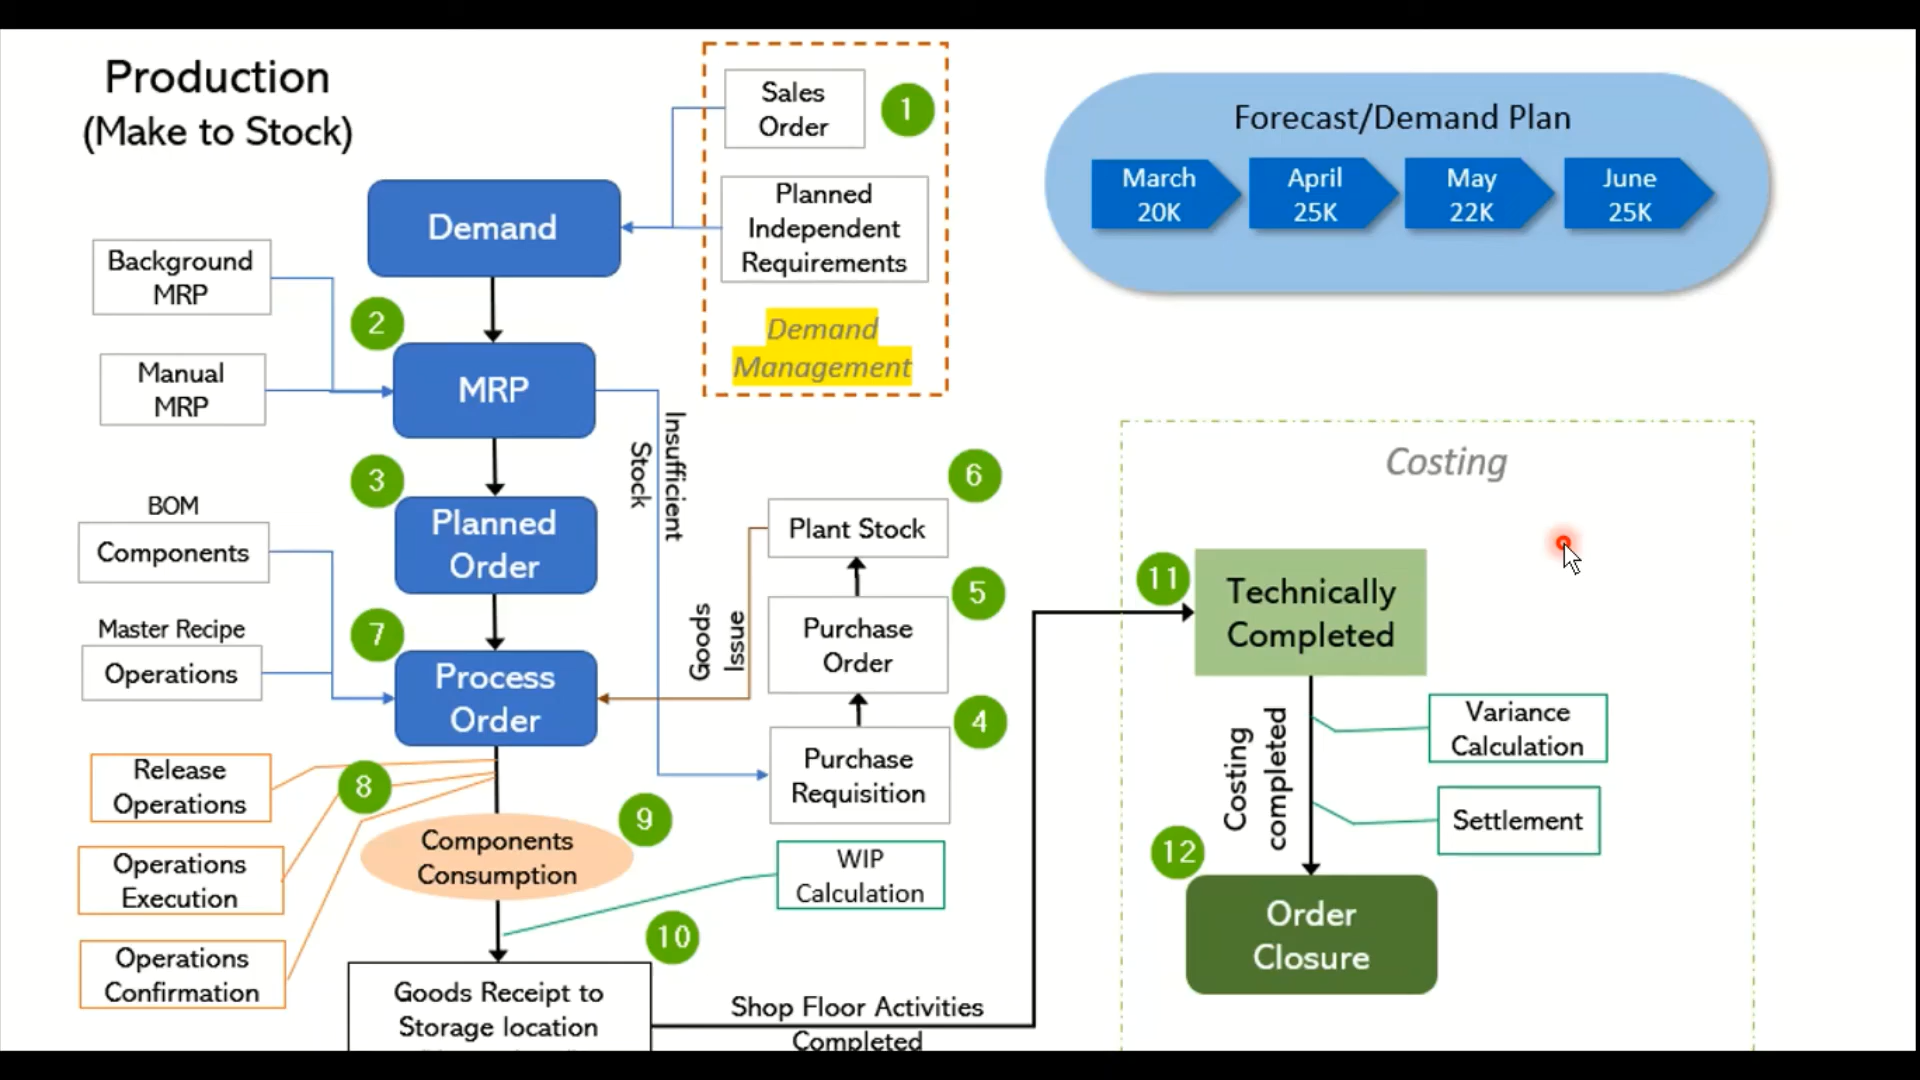 Production
(Make to Stock)
Sales
Order
1
Planned
Independent
Requirements
Demand
Management
Forecast/Demand Plan
March
20K
April
25K
May
22K
June
25K
Demand
Background
MRP
Manual
MRP
2
MRP
Insufficient
Stock
3
Planned
Order
BOM
Components
Master Recipe
Operations
7
Process
Order
Goods
Issue
6
Plant Stock
5
Purchase
Order
4
Purchase
Requisition
Release
Operations
8
Operations
Execution
Operations
Confirmation
9
Components
Consumption
WIP
Calculation
10
Goods Receipt to
Storage location
Shop Floor Activities
Completed
Costing
11
Technically
Completed
Costing
completed
Variance
Calculation
Settlement
12
Order
Closure